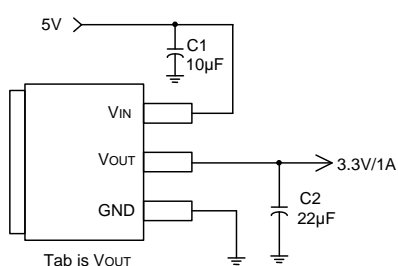 5V
C1
10µF
VIN
VOUT
3.3V/1A
GND
C2
22µF
Tab is VOUT